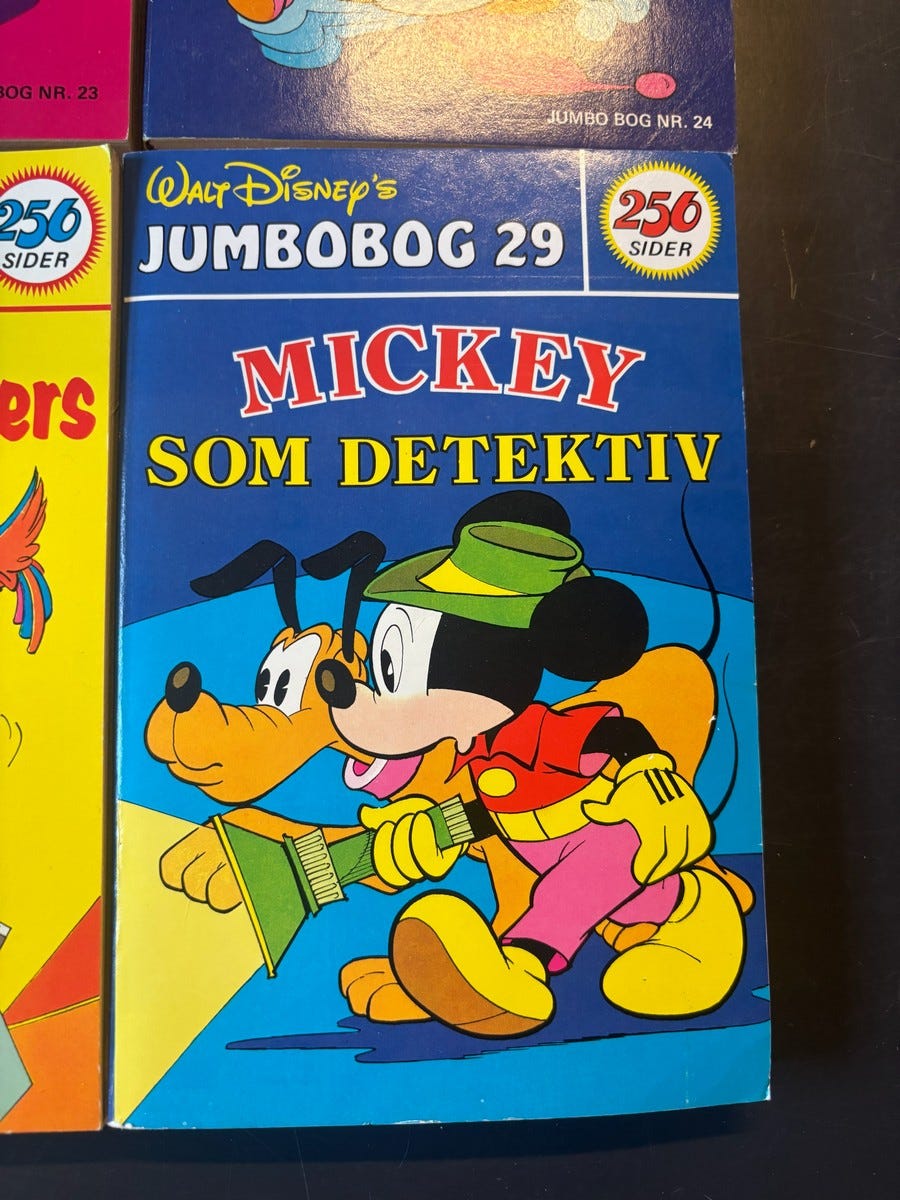 BOG NR. 23
JUMBO BOG NR. 24
256
SIDER
ers
Walt Disney's
JUMBOBOG 29
256
SIDER
MICKEY
SOM DETEKTIV